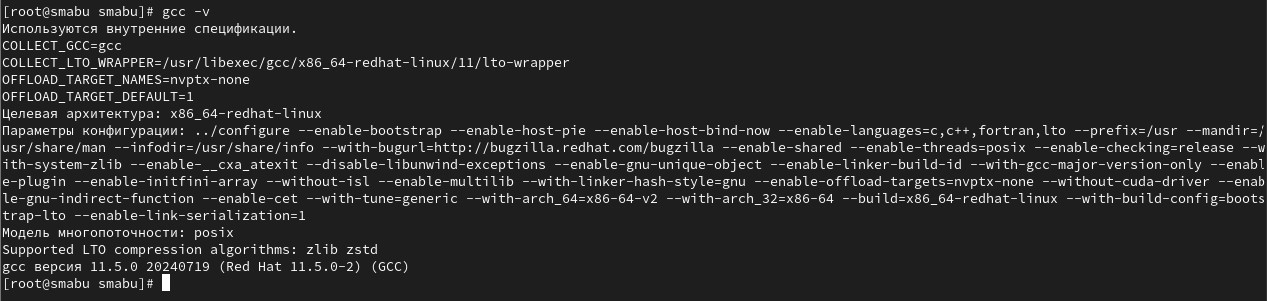 [root@smabu smabu]# gcc -v
Используются внутренние спецификации.
COLLECT_GCC=gcc
COLLECT_LTO_WRAPPER=/usr/libexec/gcc/x86_64-redhat-linux/11/lto-wrapper
OFFLOAD_TARGET_NAMES=nvptx-none
OFFLOAD_TARGET_DEFAULT=1
Целевая архитектура: x86_64-redhat-linux
Параметры конфигурации: ../configure --enable-bootstrap --enable-host-pie --enable-host-bind-now --enable-languages=c,c++,fortran,lto --prefix=/usr --mandir=/
usr/share/man --infodir=/usr/share/info --with-bugurl=http://bugzilla.redhat.com/bugzilla --enable-shared --enable-threads=posix --enable-checking=release --w
ith-system-zlib --enable-__cxa_atexit --disable-libunwind-exceptions --enable-gnu-unique-object --enable-linker-build-id --with-gcc-major-version-only --enabl
e-plugin --enable-initfini-array --without-isl --enable-multilib --with-linker-hash-style=gnu --enable-offload-targets=nvptx-none --without-cuda-driver --enab
le-gnu-indirect-function --enable-cet --with-tune=generic --with-arch_64=x86-64-v2 --with-arch_32=x86-64 --build=x86_64-redhat-linux --with-build-config=boots
trap-lto --enable-link-serialization=1
Модель многопоточности: posix
Supported LTO compression algorithms: zlib zstd
gcc версия 11.5.0 20240719 (Red Hat 11.5.0-2) (GCC)
[root@smabu smabu]#